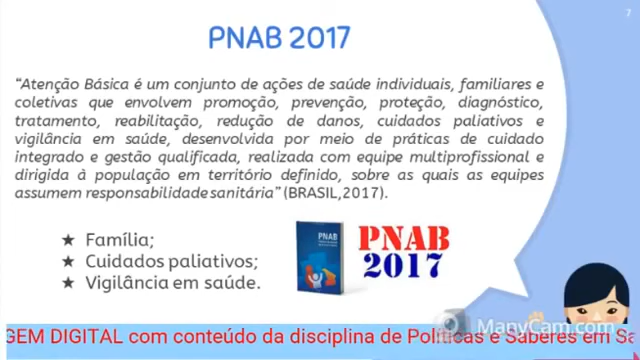 7
PNAB 2017
“Atenção Básica é um conjunto de ações de saúde individuais, familiares e
coletivas que envolvem promoção, prevenção, proteção, diagnóstico,
tratamento, reabilitação, redução de danos, cuidados paliativos e
vigilância em saúde, desenvolvida por meio de práticas de cuidado
integrado e gestão qualificada, realizada com equipe multiprofissional e
dirigida à população em território definido, sobre as quais as equipes
assumem responsabilidade sanitária” (BRASIL,2017).
★ Família;
★ Cuidados paliativos;
★ Vigilância em saúde.
PNAB
PNAB
2017
ManyCam.com
GEM DIGITAL com conteúdo da disciplina de Políticas e Saberes em Sa